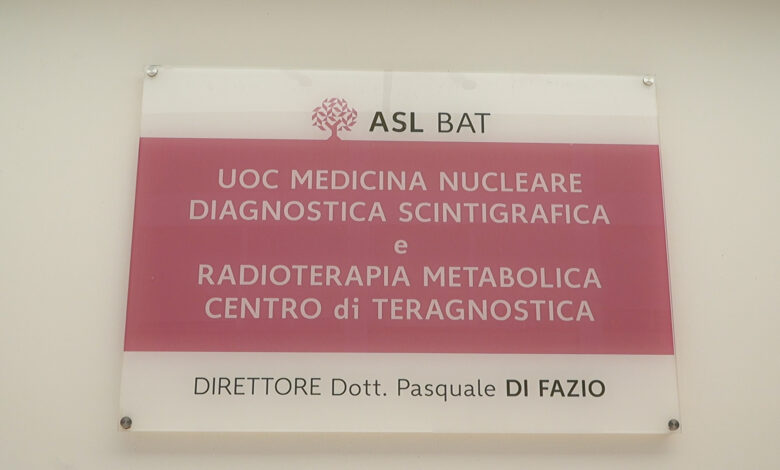 ASL BAT
UOC MEDICINA NUCLEARE
DIAGNOSTICA SCINTIGRAFICA
e
RADIOTERAPIA METABOLICA
CENTRO di TERAGNOSTICA
DIRETTORE Dott. Pasquale DI FAZIO